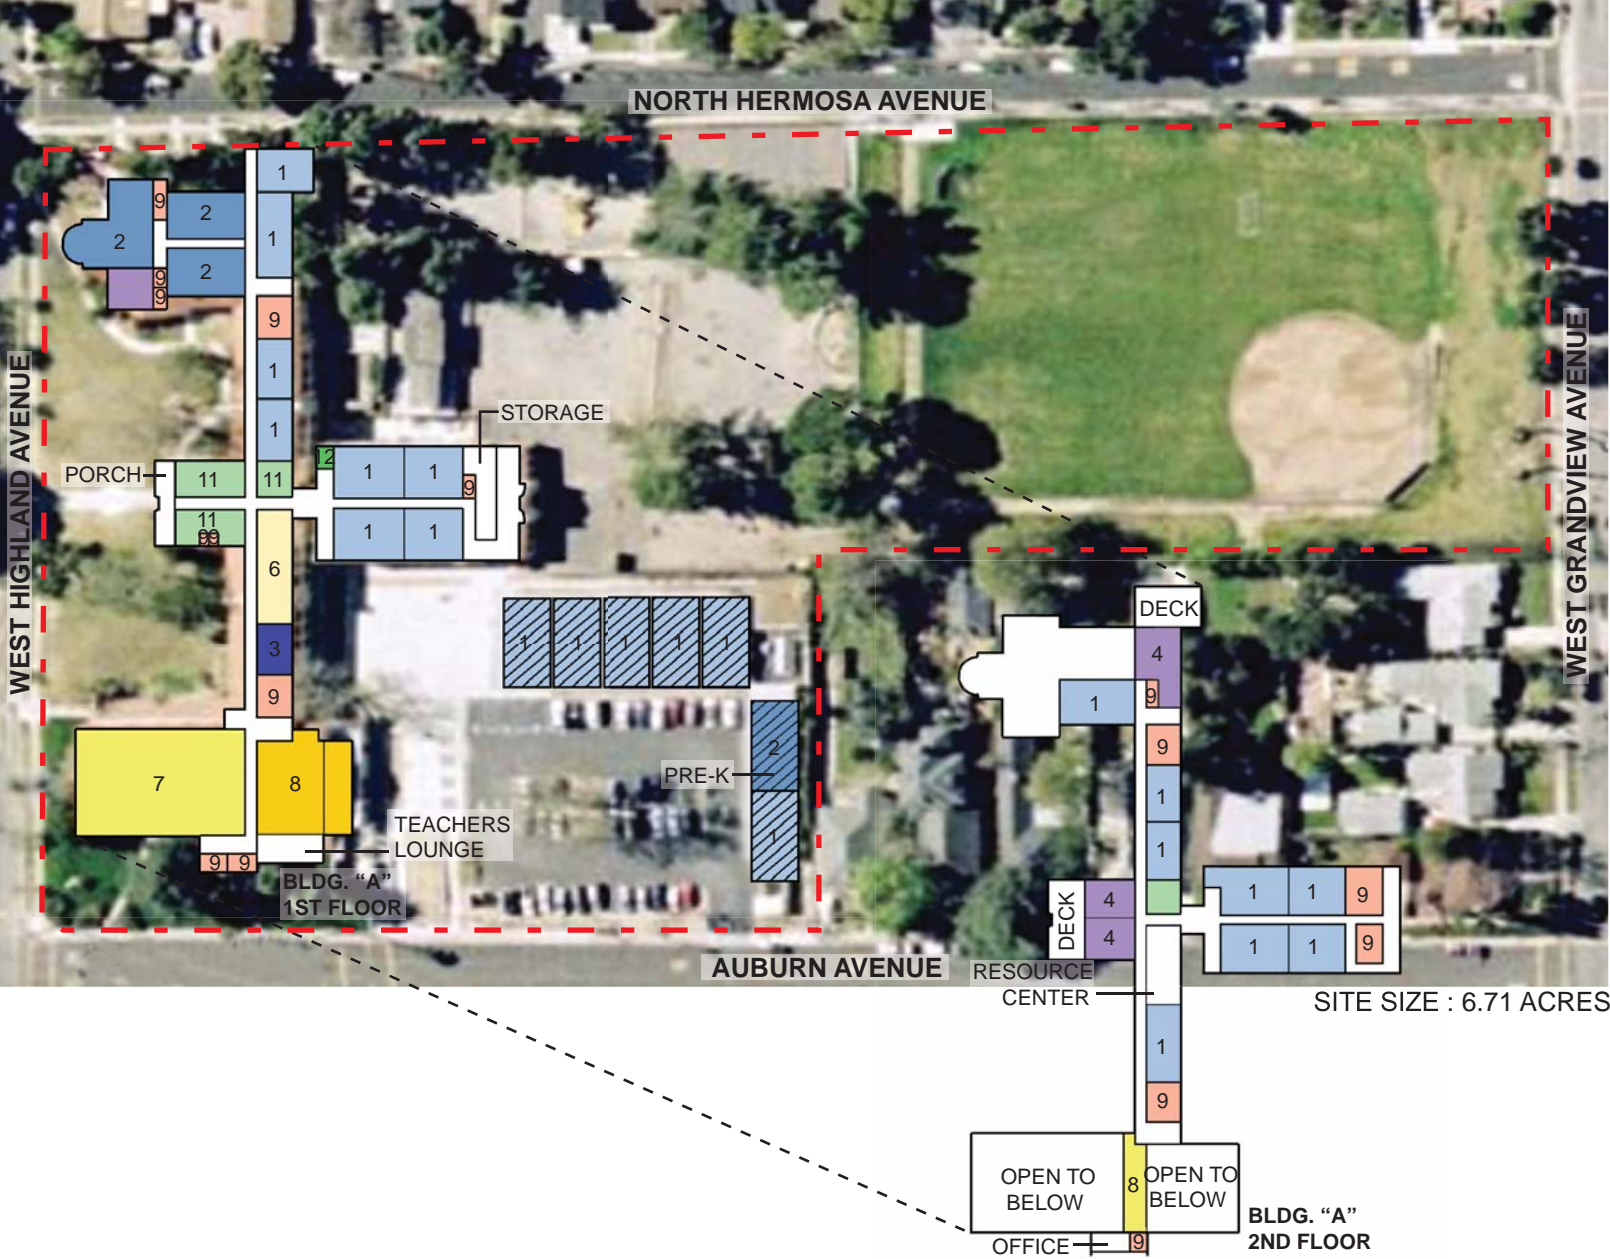 NORTH HERMOSA AVENUE
1
9
2
2
1
2
9
9
9
1
WEST HIGHLAND AVENUE
WEST GRANDVIEW AVENUE
STORAGE
1
2
1
1
PORCH
11
11
9
11
99
1
1
6
1
1
1
1
1
DECK
3
4
9
9
1
2
9
PRE-K
7
8
1
1
TEACHERS
LOUNGE
1
9
9
BLDG. “A”
1ST FLOOR
DECK
4
4
1
1
9
1
1
9
AUBURN AVENUE
RESOURCE
CENTER
SITE SIZE : 6.71 ACRES
1
9
OPEN TO
BELOW
8
OPEN TO
BELOW
OFFICE
9
BLDG. “A”
2ND FLOOR